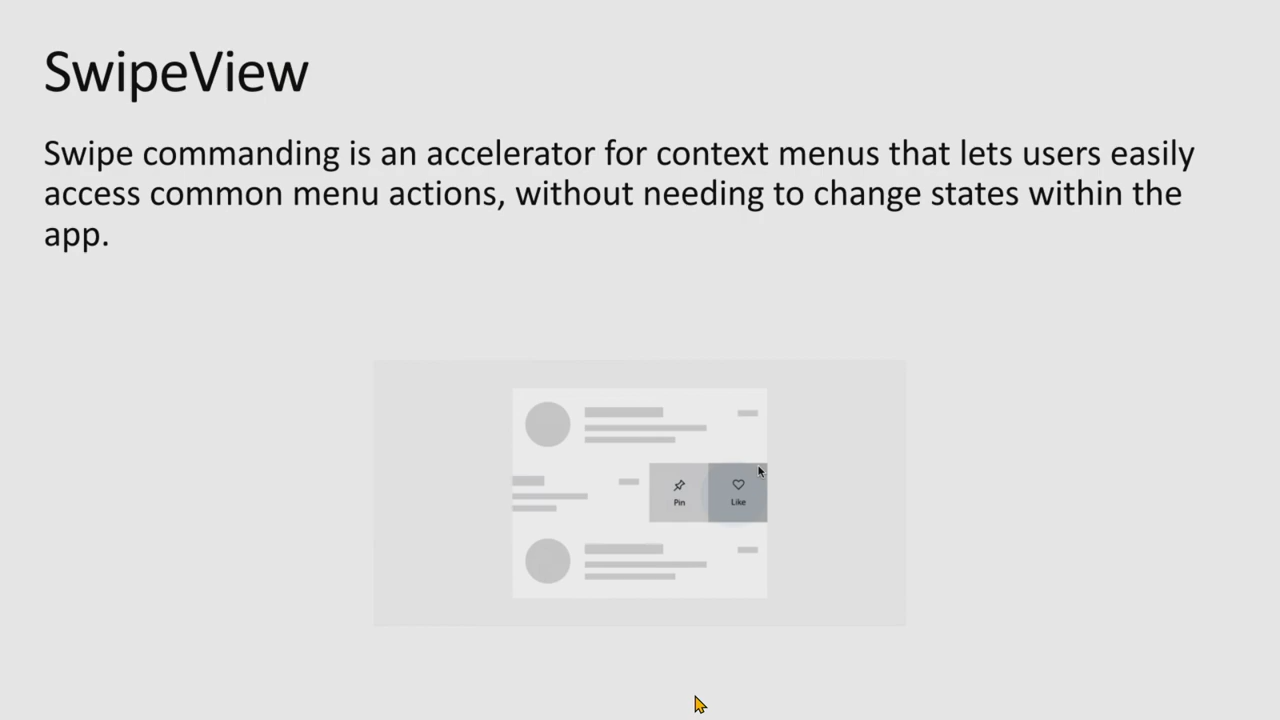 SwipeView
Swipe commanding is an accelerator for context menus that lets users easily
access common menu actions, without needing to change states within the
app.
Pin Like